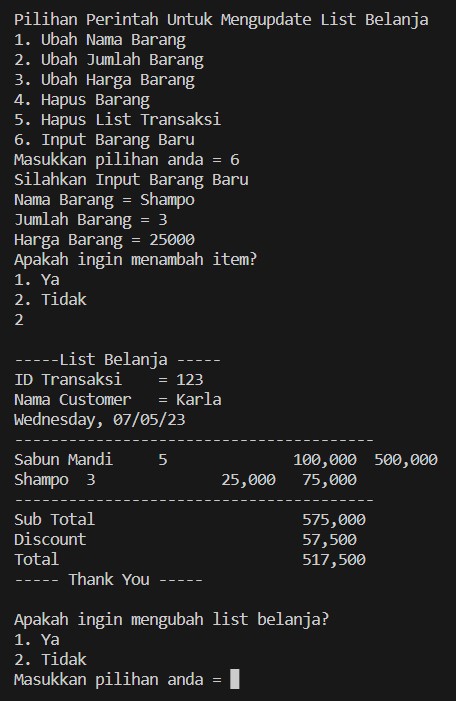 Pilihan Perintah Untuk Mengupdate List Belanja
1. Ubah Nama Barang
2. Ubah Jumlah Barang
3. Ubah Harga Barang
4. Hapus Barang
5. Hapus List Transaksi
6. Input Barang Baru
Masukkan pilihan anda = 6
Silahkan Input Barang Baru
Nama Barang = Shampo
Jumlah Barang = 3
Harga Barang = 25000
Apakah ingin menambah item?
1. Ya
2. Tidak
2
-----List Belanja -----
ID Transaksi    = 123
Nama Customer   = Karla
Wednesday, 07/05/23
----------------------------------------
Sabun Mandi     5              100,000  500,000
Shampo  3              25,000   75,000
----------------------------------------
Sub Total                       575,000
Discount                        57,500
Total                           517,500
----- Thank You -----
Apakah ingin mengubah list belanja?
1. Ya
2. Tidak
Masukkan pilihan anda =